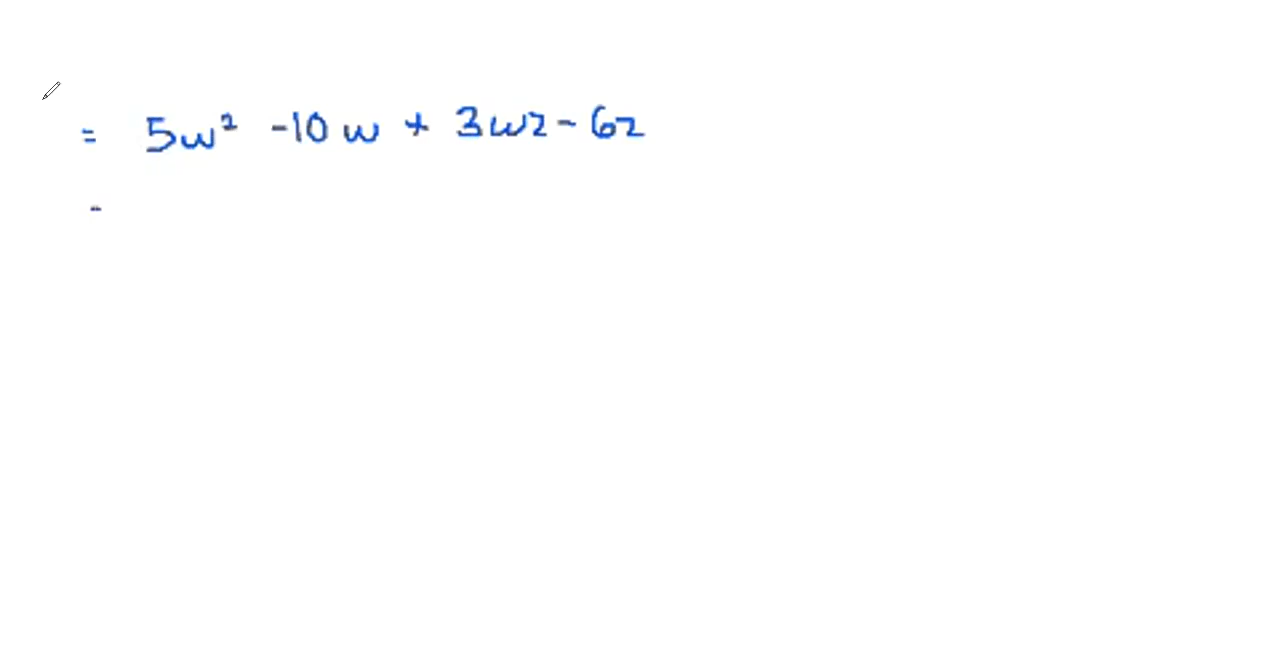 = 5w² -10w + 3wz - 6z
-